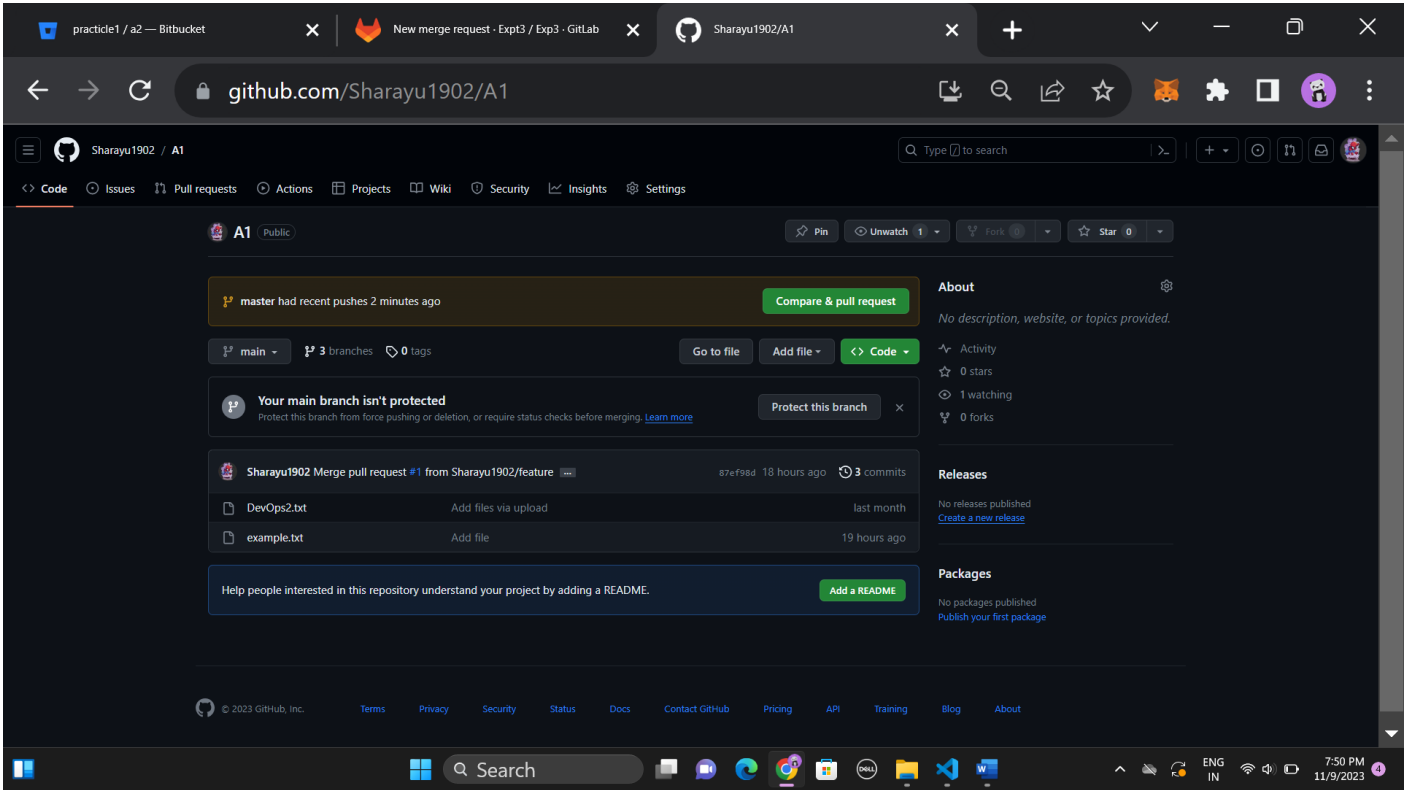 practicle1 / a2 — Bitbucket
New merge request · Expt3 / Exp3 · GitLab
Sharayu1902/A1
github.com/Sharayu1902/A1
Sharayu1902 / A1
Type / to search
Code Issues Pull requests Actions Projects Wiki Security Insights Settings
A1 Public
Pin Unwatch 1 Fork 0 Star 0
master had recent pushes 2 minutes ago
Compare & pull request
main 3 branches 0 tags
Go to file Add file Code
Your main branch isn't protected
Protect this branch from force pushing or deletion, or require status checks before merging. Learn more
Protect this branch
Sharayu1902 Merge pull request #1 from Sharayu1902/feature ... 87ef98d 18 hours ago 3 commits
DevOps2.txt Add files via upload last month
example.txt Add file 19 hours ago
Help people interested in this repository understand your project by adding a README.
Add a README
About
No description, website, or topics provided.
Activity
0 stars
1 watching
0 forks
Releases
No releases published
Create a new release
Packages
No packages published
Publish your first package
© 2023 GitHub, Inc. Terms Privacy Security Status Docs Contact GitHub Pricing API Training Blog About
Search
DELL
W
ENG
IN
7:50 PM
11/9/2023
4